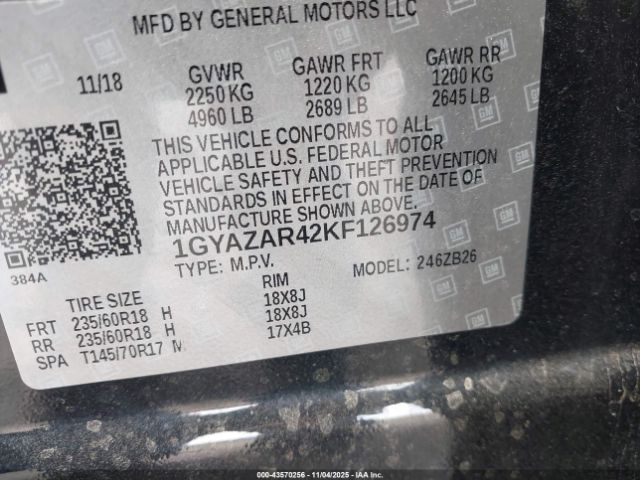 MFD BY GENERAL MOTORS LLC
11/18 GVWR GAWR FRT GAWR RR
2250 KG 1220 KG 1200 KG
4960 LB 2689 LB 2645 LB
THIS VEHICLE CONFORMS TO ALL
APPLICABLE U.S. FEDERAL MOTOR
VEHICLE SAFETY AND THEFT PREVENTION
STANDARDS IN EFFECT ON THE DATE OF
MANUFACTURE SHOWN ABOVE.
1GYAZAR42KF126974
TYPE: M.P.V. MODEL: 246ZB26
384A
TIRE SIZE RIM
FRT 235/60R18 H 18X8J
RR 235/60R18 H 18X8J
SPA T145/70R17 M 17X4B
GM
000-43570256 - 11/04/2025 - IAA Inc.